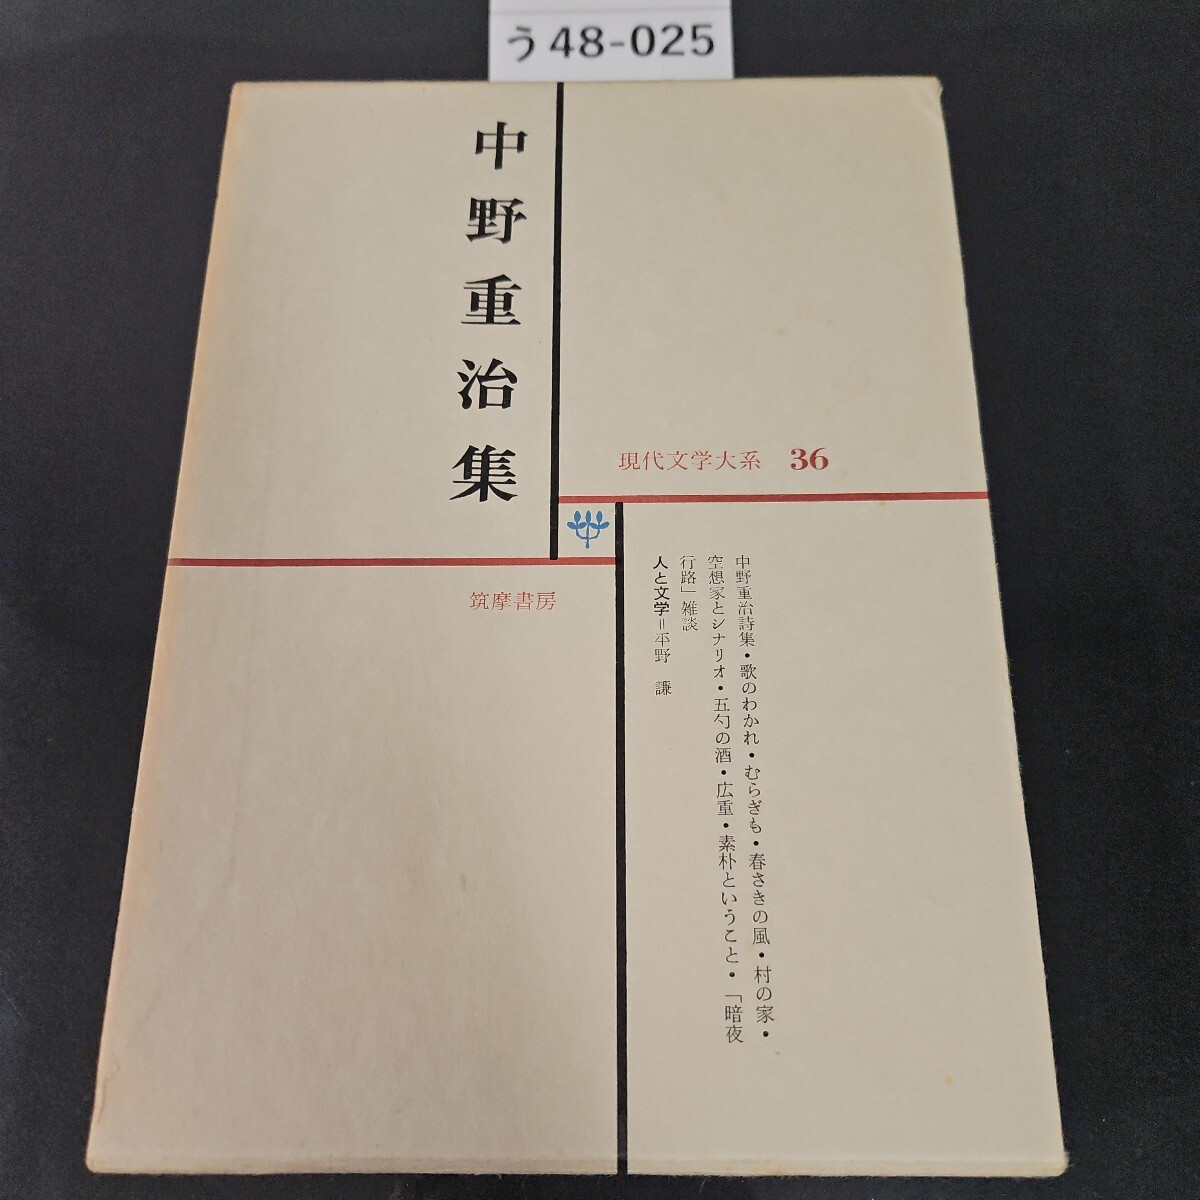 う48-025
中野重治集
現代文学大系 36
筑摩書房
中野重治詩集・歌のわかれ・むらぎも・春さきの風・村の家・
空想家とシナリオ・五勺の酒・広重・素朴ということ・「暗夜
行路」雑談
人と文学=平野 謙